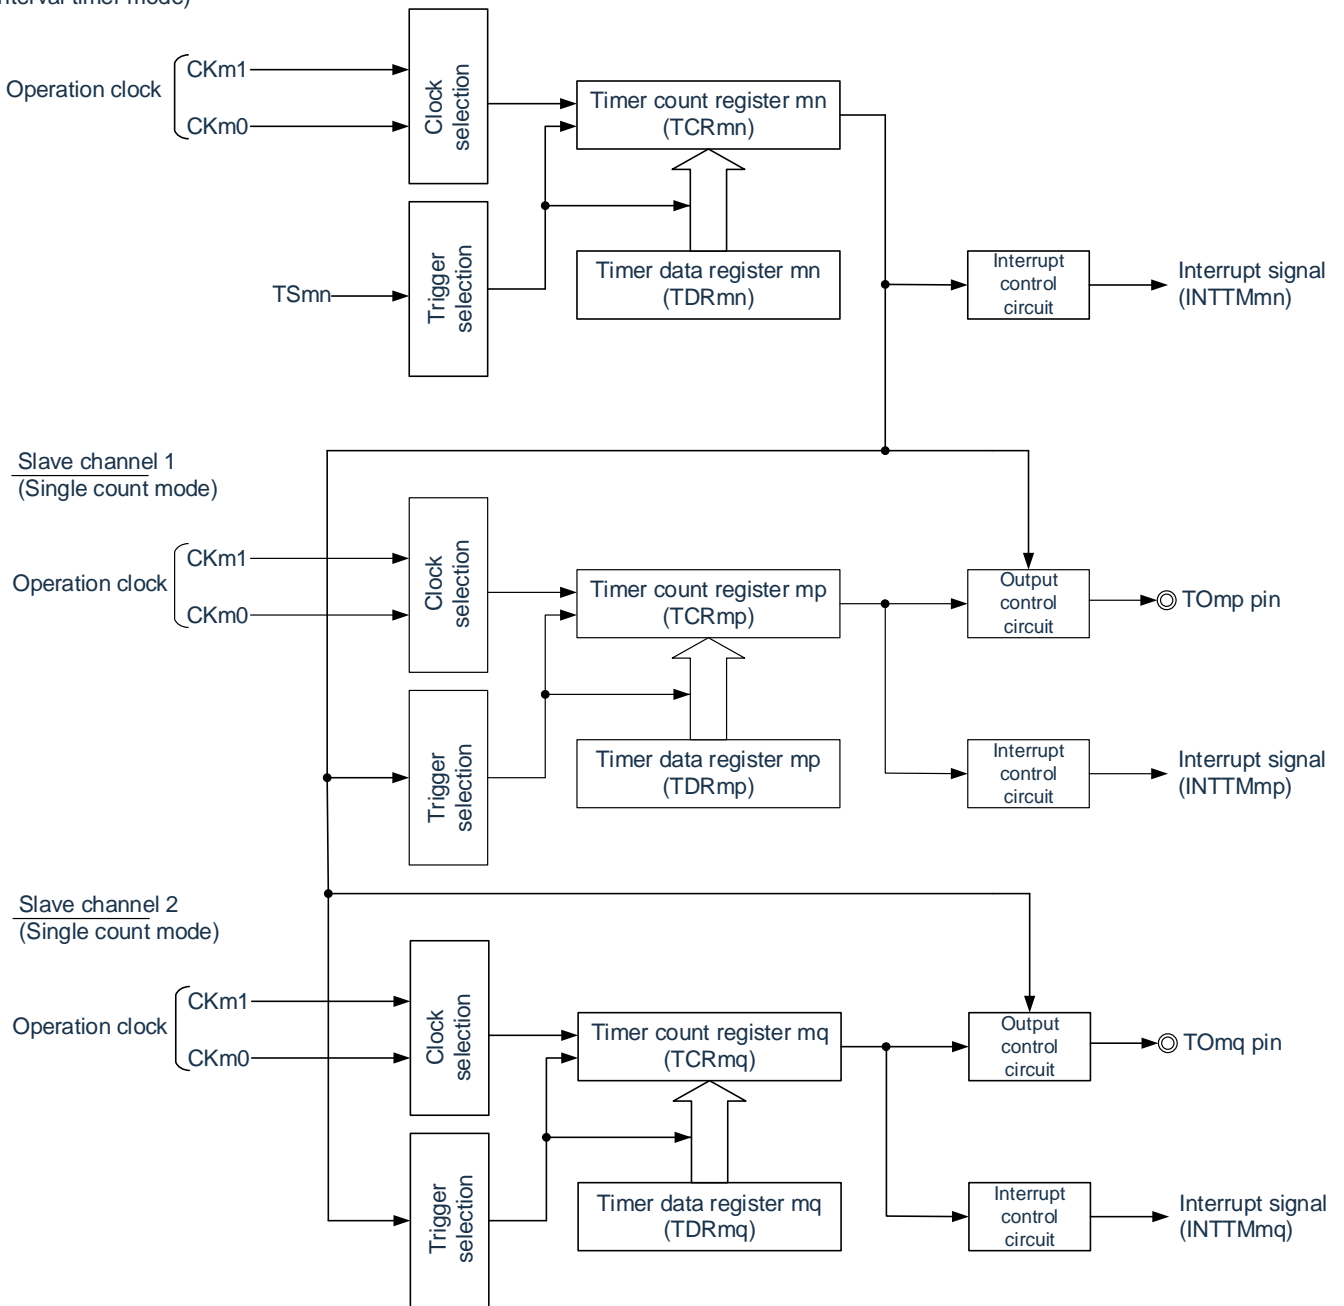 nterval timer mode)
Operation clock
CKm1
CKm0
Clock
selection
Timer count register mn
(TCRmn)
TSmn
Trigger
selection
Timer data register mn
(TDRmn)
Interrupt
control
circuit
Interrupt signal
(INTTMmn)
Slave channel 1
(Single count mode)
Operation clock
CKm1
CKm0
Clock
selection
Timer count register mp
(TCRmp)
Output
control
circuit
TOmp pin
Trigger
selection
Timer data register mp
(TDRmp)
Interrupt
control
circuit
Interrupt signal
(INTTMmp)
Slave channel 2
(Single count mode)
Operation clock
CKm1
CKm0
Clock
selection
Timer count register mq
(TCRmq)
Output
control
circuit
TOmq pin
Trigger
selection
Timer data register mq
(TDRmq)
Interrupt
control
circuit
Interrupt signal
(INTTMmq)